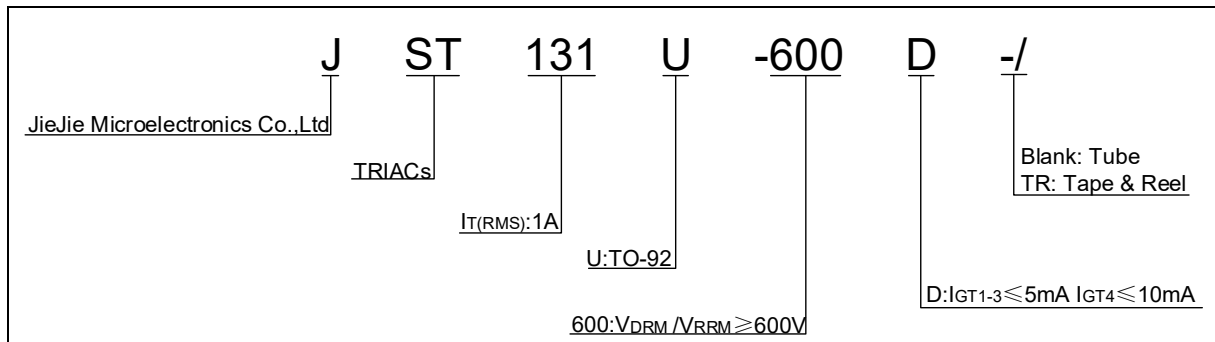 J ST 131 U -600 D -/
JieJie Microelectronics Co.,Ltd
Blank: Tube
TRIACs
TR: Tape & Reel
IT(RMS):1A
U:TO-92
D:IGT1-3≤5mA IGT4≤10mA
600:VDRM /VRRM≥600V